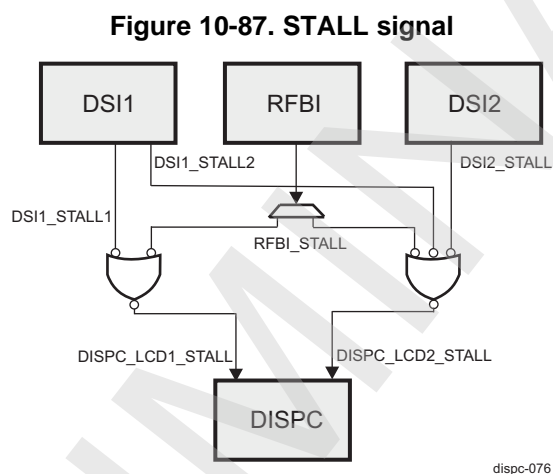 Figure 10-87. STALL signal
DSI1
RFBI
DSI2
DSI1_STALL2
DSI2_STALL
DSI1_STALL1
RFBI_STALL
DISPC_LCD1_STALL
DISPC_LCD2_STALL
DISPC
dispc-076